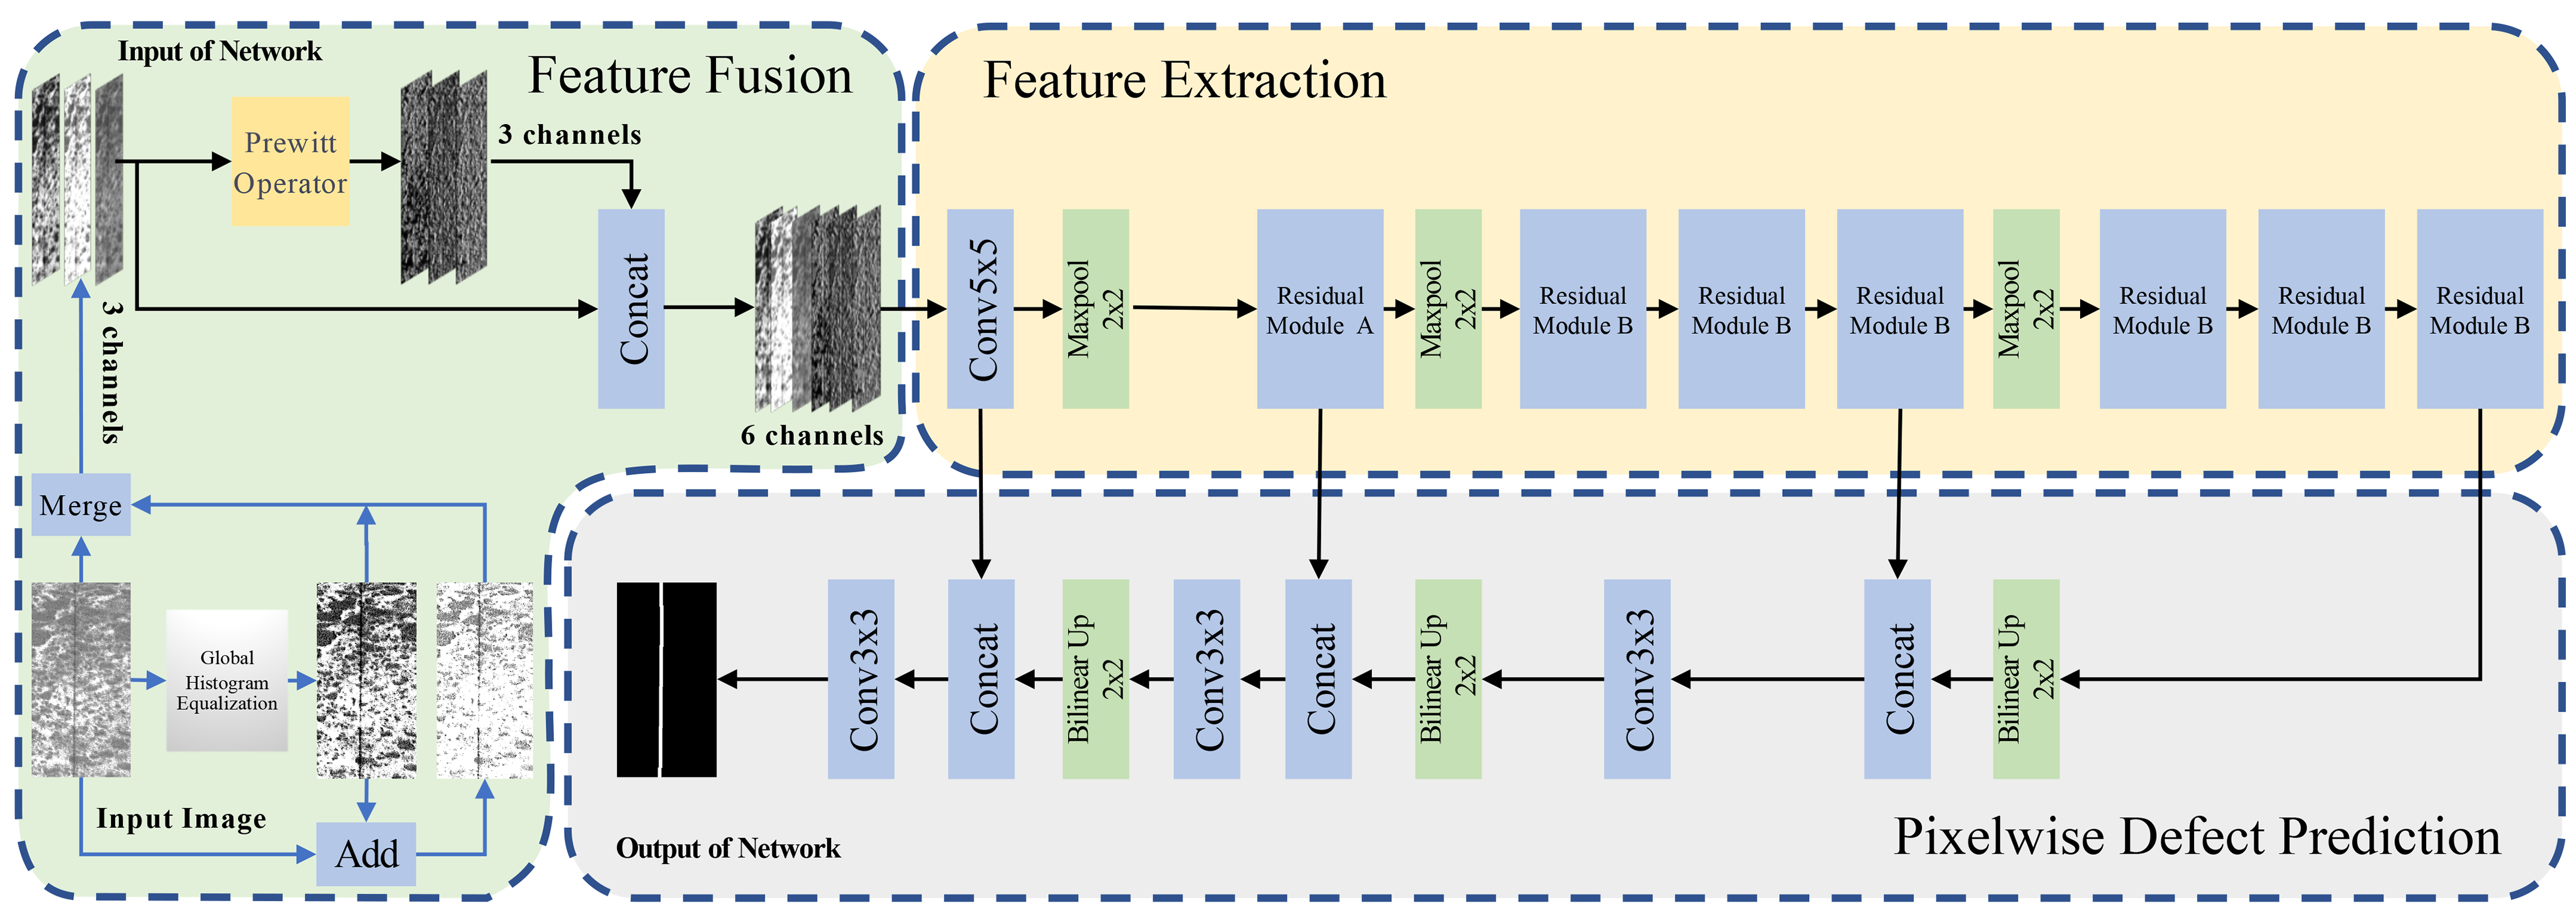 Input of Network
Feature Fusion
Prewitt
Operator
3 channels
3 channels
Concat
6 channels
Merge
Global
Histogram
Equalization
Input Image
Add
Feature Extraction
Conv5x5
Maxpool
2x2
Residual
Module A
Maxpool
2x2
Residual
Module B
Residual
Module B
Residual
Module B
Maxpool
2x2
Residual
Module B
Residual
Module B
Residual
Module B
Conv3x3
Concat
Bilinear Up
2x2
Conv3x3
Concat
Bilinear Up
2x2
Conv3x3
Concat
Bilinear Up
2x2
Output of Network
Pixelwise Defect Prediction